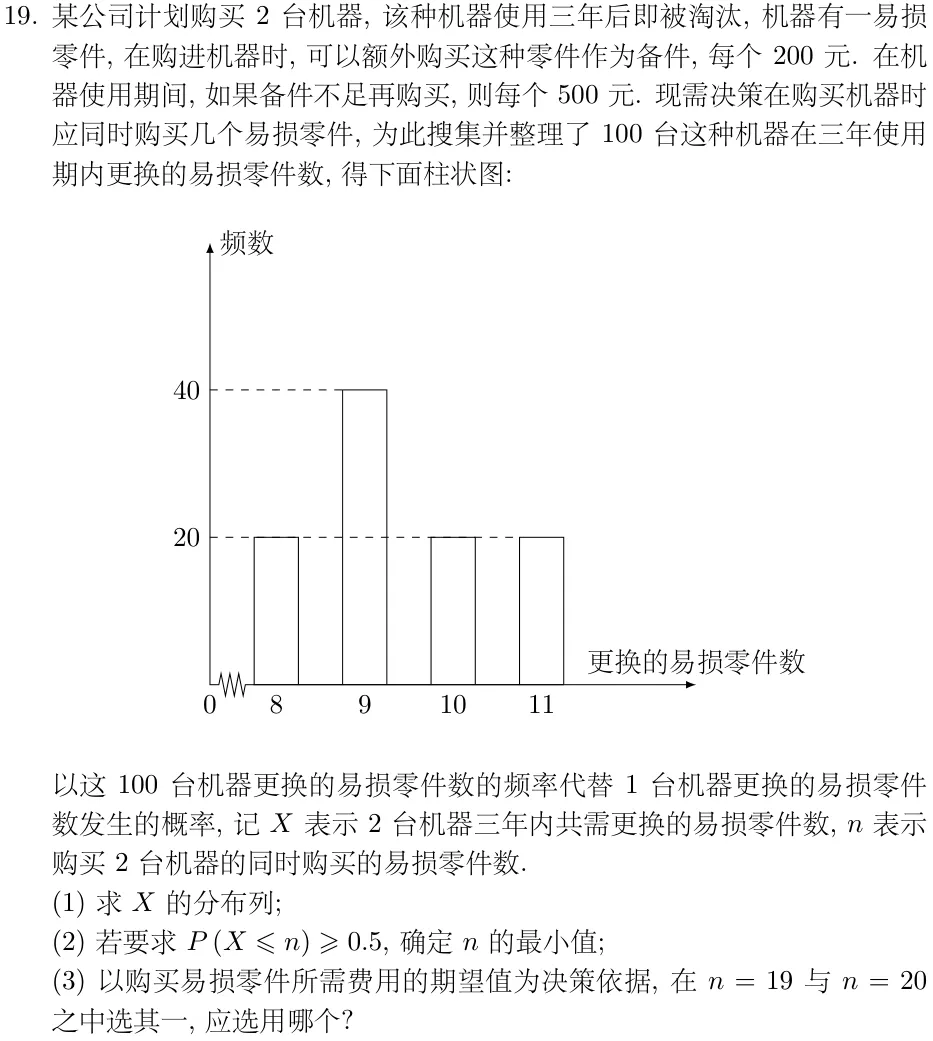 19. 某公司计划购买 2 台机器, 该种机器使用三年后即被淘汰, 机器有一易损
零件, 在购进机器时, 可以额外购买这种零件作为备件, 每个 200 元. 在机
器使用期间, 如果备件不足再购买, 则每个 500 元. 现需决策在购买机器时
应同时购买几个易损零件, 为此搜集并整理了 100 台这种机器在三年使用
期内更换的易损零件数, 得下面柱状图:
频数
40
20
更换的易损零件数
0 8 9 10 11
以这 100 台机器更换的易损零件数的频率代替 1 台机器更换的易损零件
数发生的概率, 记 X 表示 2 台机器三年内共需更换的易损零件数, n 表示
购买 2 台机器的同时购买的易损零件数.
(1) 求 X 的分布列;
(2) 若要求 P (X ⩽ n) ⩾ 0.5, 确定 n 的最小值;
(3) 以购买易损零件所需费用的期望值为决策依据, 在 n = 19 与 n = 20
之中选其一, 应选用哪个?